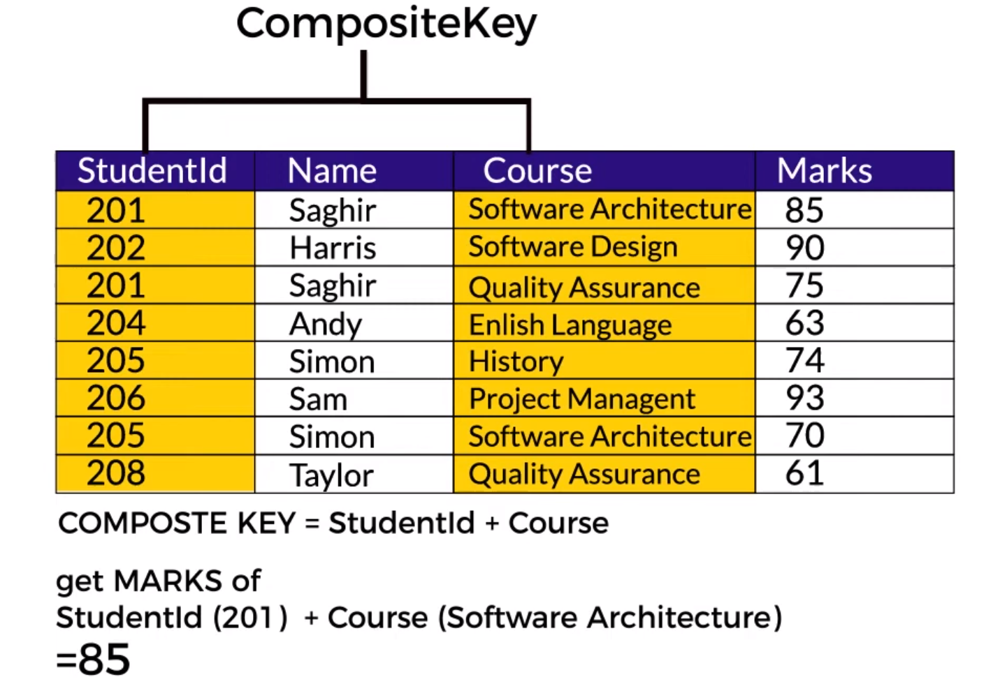 CompositeKey
StudentId Name Course Marks
201 Saghir Software Architecture 85
202 Harris Software Design 90
201 Saghir Quality Assurance 75
204 Andy Enlish Language 63
205 Simon History 74
206 Sam Project Managent 93
205 Simon Software Architecture 70
208 Taylor Quality Assurance 61
COMPOSTE KEY = StudentId + Course
get MARKS of
StudentId (201) + Course (Software Architecture)
=85